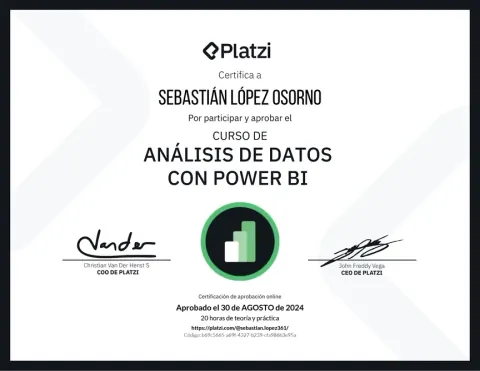 Platzi
Certifica a
SEBASTIÁN LÓPEZ OSORNO
Por participar y aprobar el
CURSO DE
ANÁLISIS DE DATOS
CON POWER BI
Christian Van Der Henst S
COO DE PLATZI
John Freddy Vega
CEO DE PLATZI
Certificación de aprobación online
Aprobado el 30 de AGOSTO de 2024
20 horas de teoría y práctica
https://platzi.com/@sebastian.lopez361/
Código: